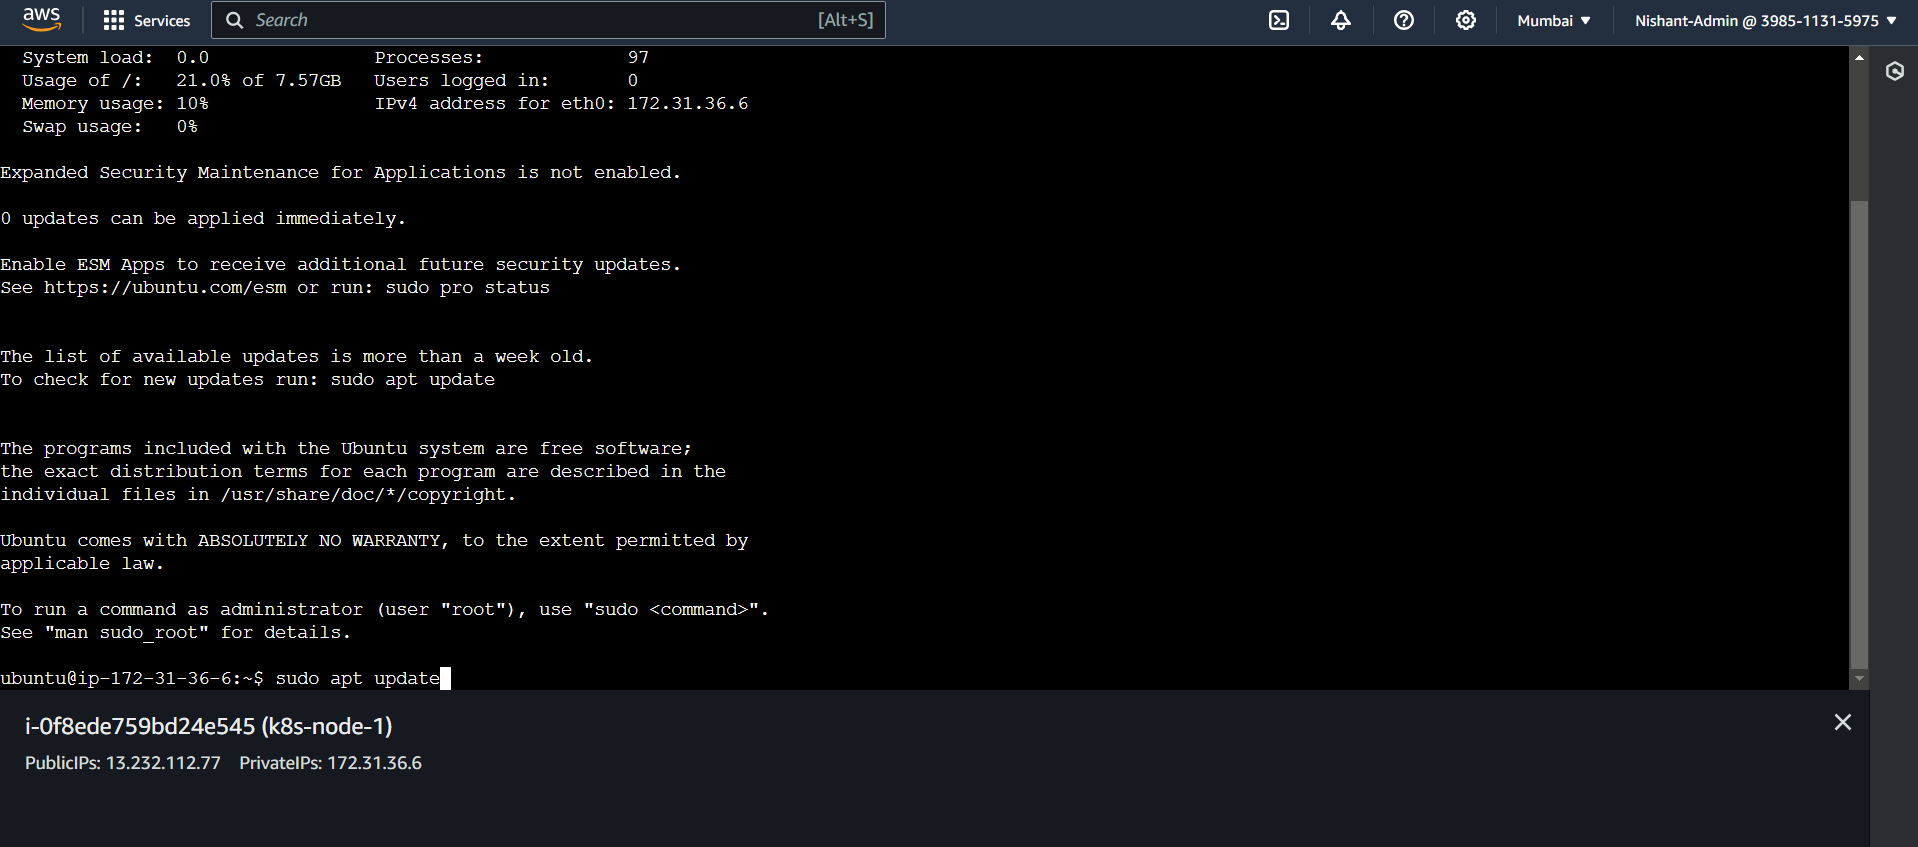 aws Services Search [Alt+S] Mumbai ▼ Nishant-Admin @ 3985-1131-5975 ▼
System load: 0.0 Processes: 97
Usage of /: 21.0% of 7.57GB Users logged in: 0
Memory usage: 10% IPv4 address for eth0: 172.31.36.6
Swap usage: 0%
Expanded Security Maintenance for Applications is not enabled.
0 updates can be applied immediately.
Enable ESM Apps to receive additional future security updates.
See https://ubuntu.com/esm or run: sudo pro status
The list of available updates is more than a week old.
To check for new updates run: sudo apt update
The programs included with the Ubuntu system are free software;
the exact distribution terms for each program are described in the
individual files in /usr/share/doc/*/copyright.
Ubuntu comes with ABSOLUTELY NO WARRANTY, to the extent permitted by
applicable law.
To run a command as administrator (user "root"), use "sudo <command>".
See "man sudo_root" for details.
ubuntu@ip-172-31-36-6:~$ sudo apt update
i-0f8ede759bd24e545 (k8s-node-1)
PublicIPs: 13.232.112.77 PrivateIPs: 172.31.36.6